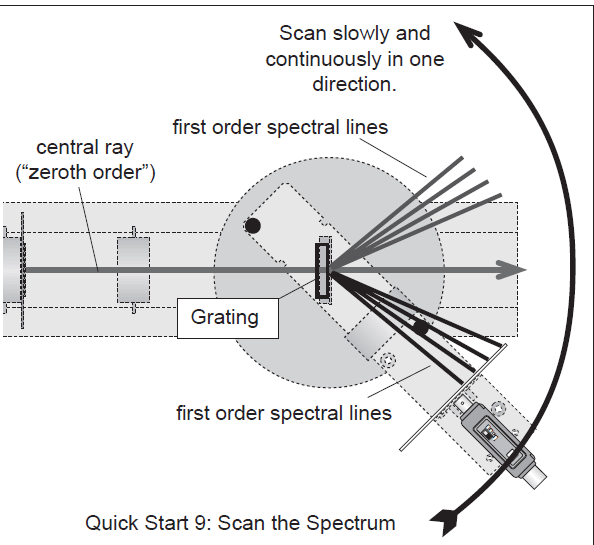 Scan slowly and
continuously in one
direction.
first order spectral lines
central ray
(“zeroth order”)
Grating
first order spectral lines
Quick Start 9: Scan the Spectrum